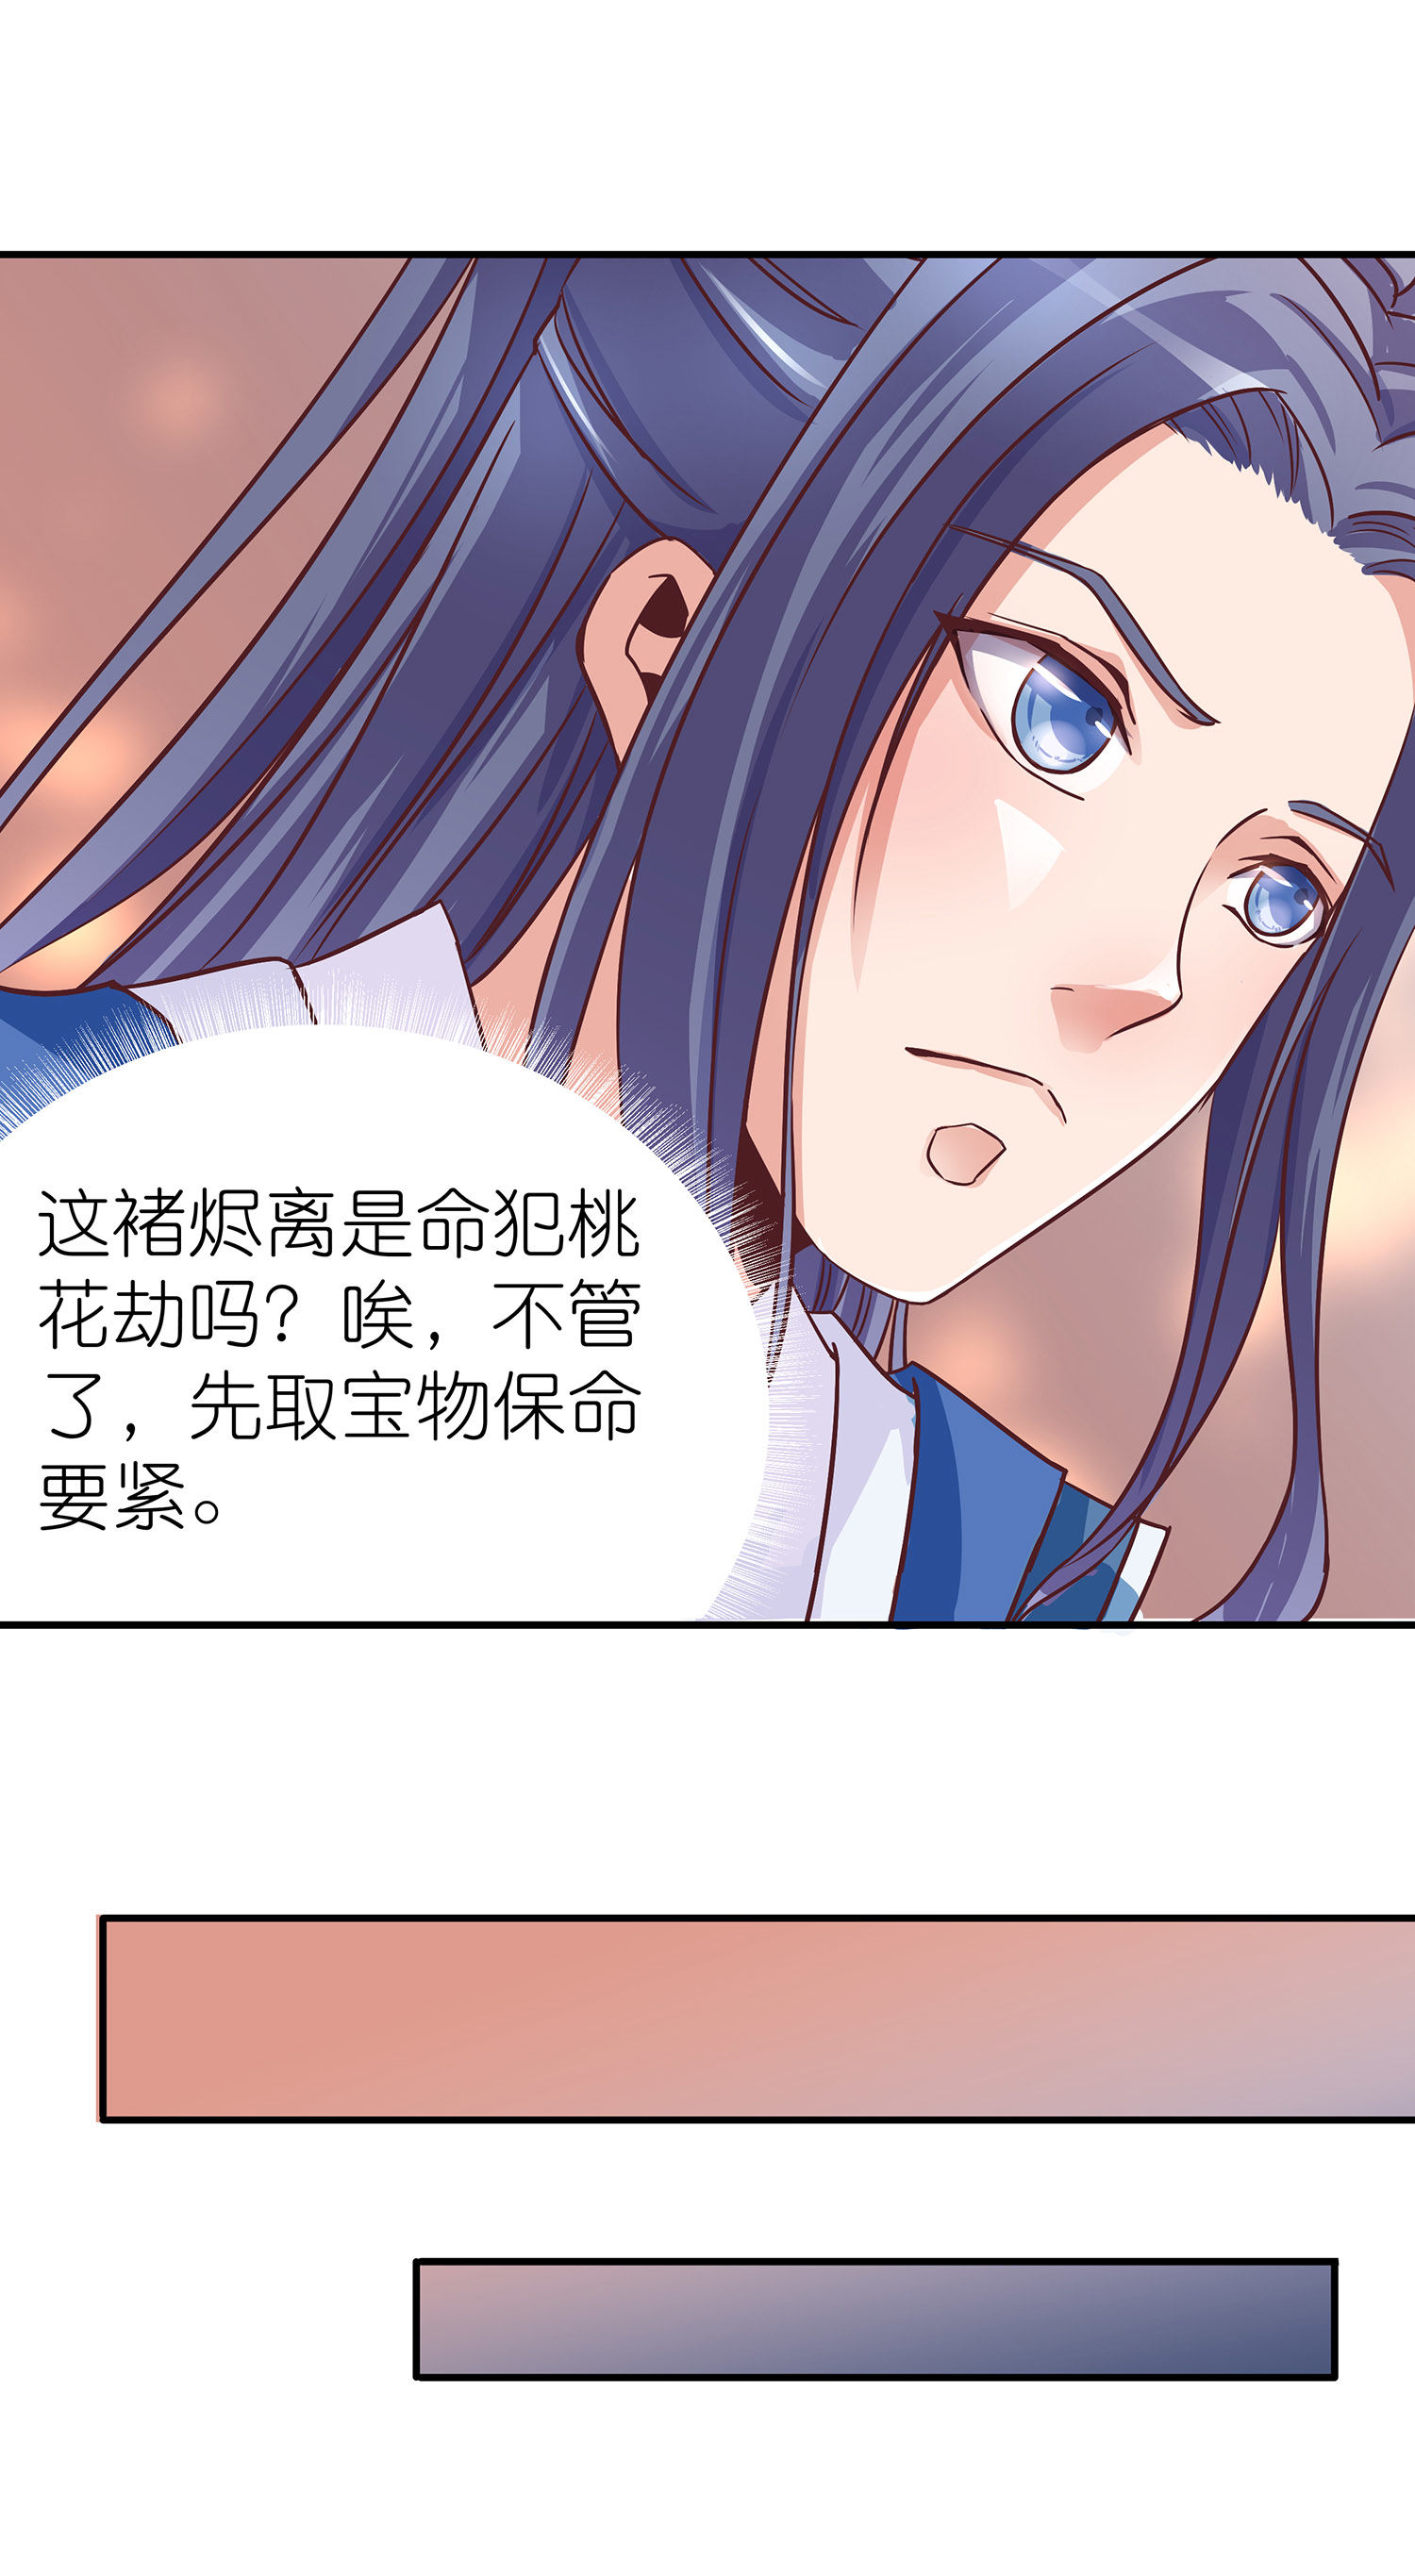 这褚烬离是命犯桃
花劫吗？唉，不管
了，先取宝物保命
要紧。